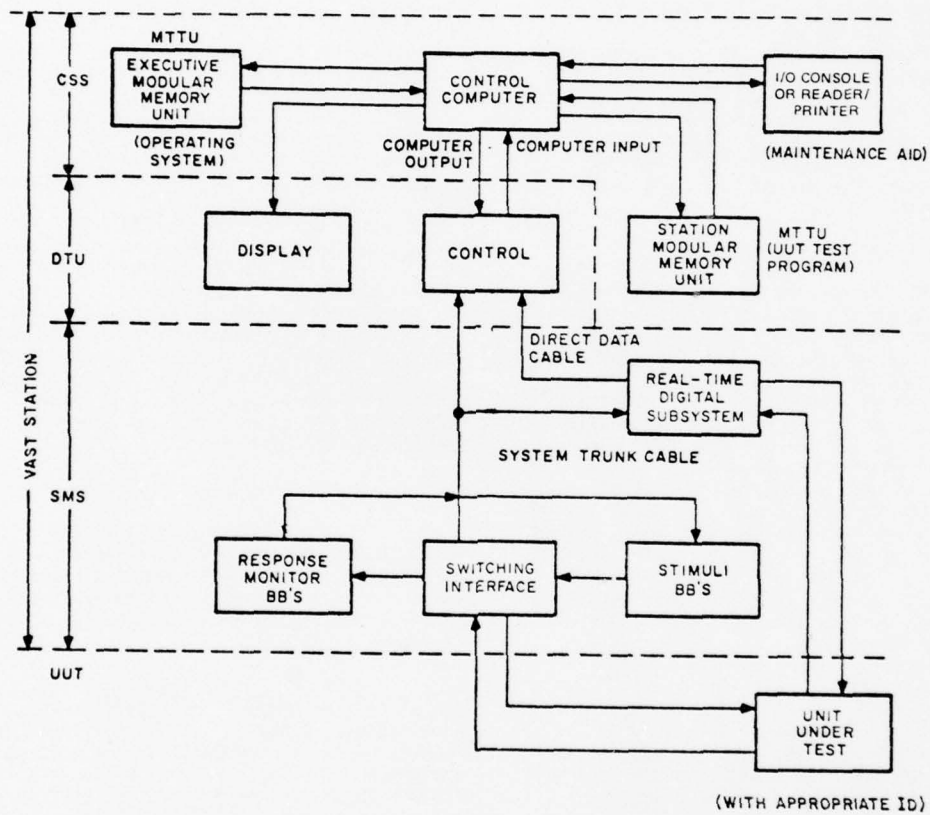 MTTU
EXECUTIVE
MODULAR
MEMORY
UNIT
(OPERATING
SYSTEM)
CONTROL
COMPUTER
I/O CONSOLE
OR READER/
PRINTER
(MAINTENANCE AID)
COMPUTER
OUTPUT
COMPUTER INPUT
CSS
DTU
DISPLAY
CONTROL
STATION
MODULAR
MEMORY
UNIT
MTTU
(UUT TEST
PROGRAM)
VAST STATION
SMS
DIRECT DATA
CABLE
REAL-TIME
DIGITAL
SUBSYSTEM
SYSTEM TRUNK CABLE
RESPONSE
MONITOR
BB'S
SWITCHING
INTERFACE
STIMULI
BB'S
UUT
UNIT
UNDER
TEST
(WITH APPROPRIATE ID)